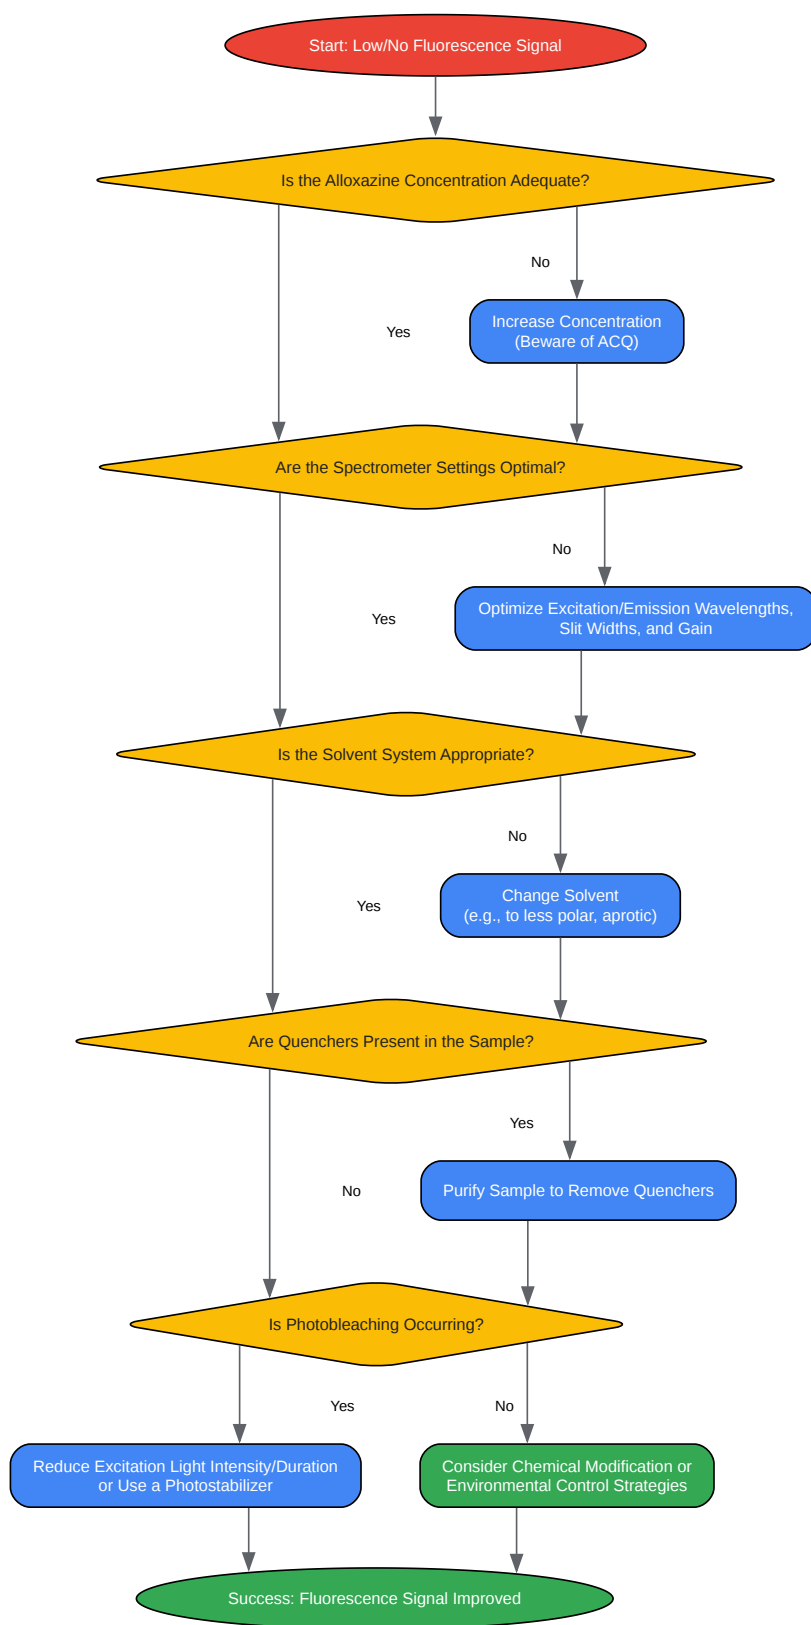 Start: Low/No Fluorescence Signal
Is the Alloxazine Concentration Adequate?
No
Increase Concentration
(Beware of ACQ)
Yes
Are the Spectrometer Settings Optimal?
No
Optimize Excitation/Emission Wavelengths,
Slit Widths, and Gain
Yes
Is the Solvent System Appropriate?
No
Change Solvent
(e.g., to less polar, aprotic)
Yes
Are Quenchers Present in the Sample?
Yes
No
Purify Sample to Remove Quenchers
Is Photobleaching Occurring?
Yes
No
Reduce Excitation Light Intensity/Duration
or Use a Photostabilizer
Consider Chemical Modification or
Environmental Control Strategies
Success: Fluorescence Signal Improved